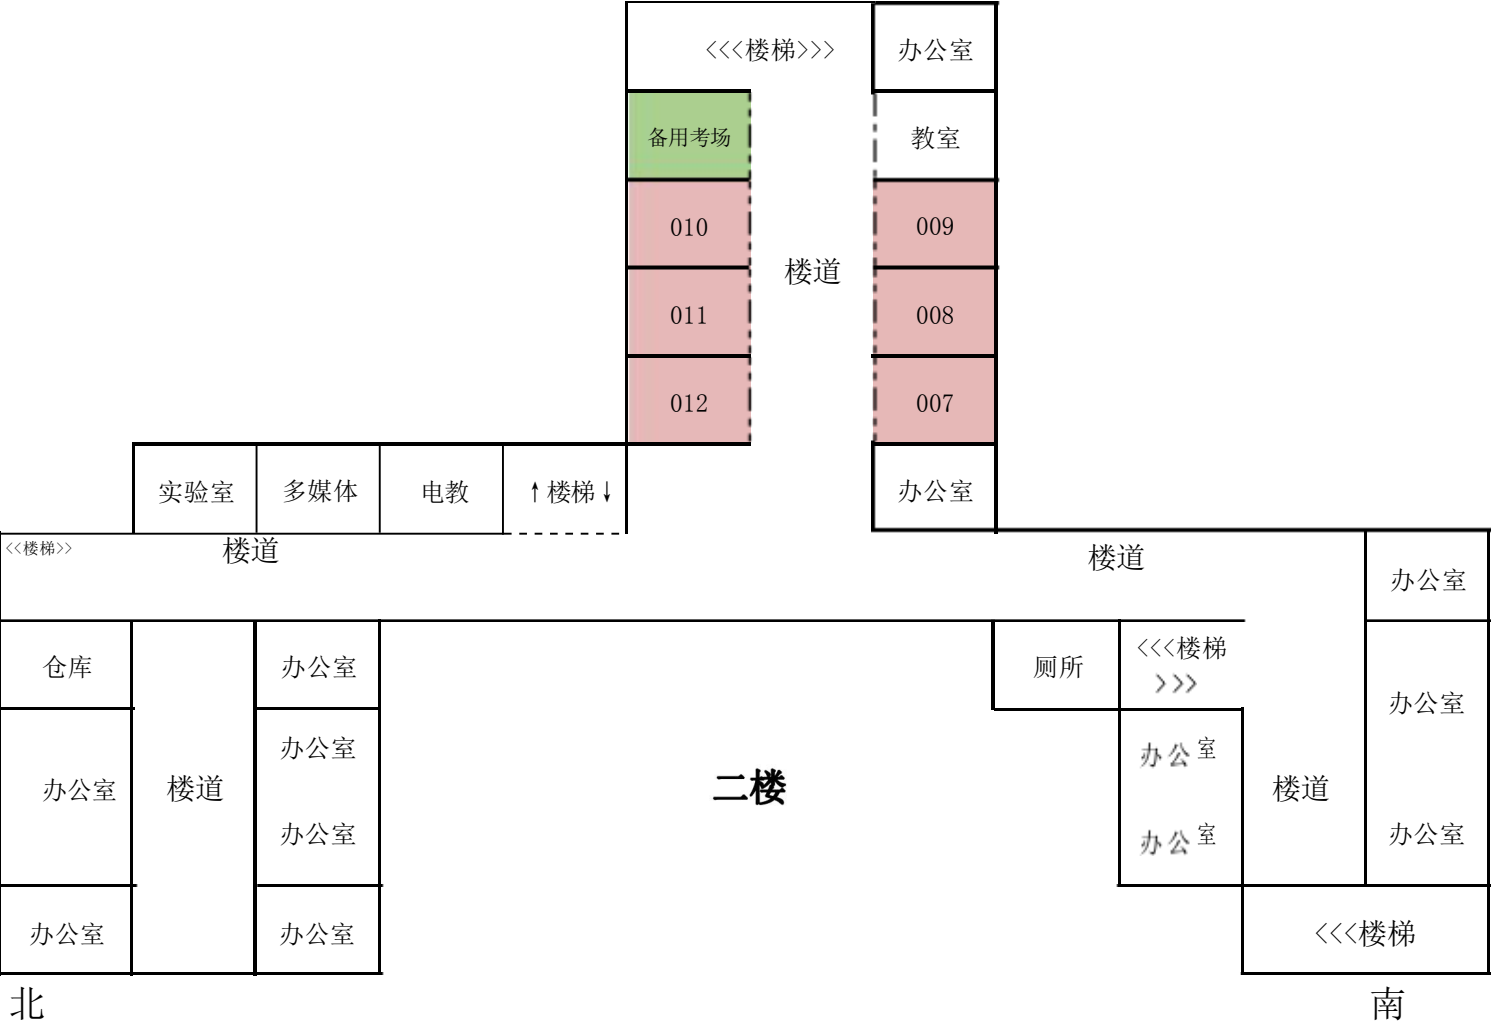 <<<楼梯>>>
办公室
备用考场
教室
010
009
楼道
011
008
012
007
实验室
多媒体
电教
↑楼梯↓
办公室
<<楼梯>>
楼道
楼道
办公室
仓库
办公室
厕所
<<<楼梯
>>>
办公室
办公室
办公室
办公室
楼道
二楼
楼道
办公室
办公室
办公室
办公室
办公室
<<<楼梯
北
南